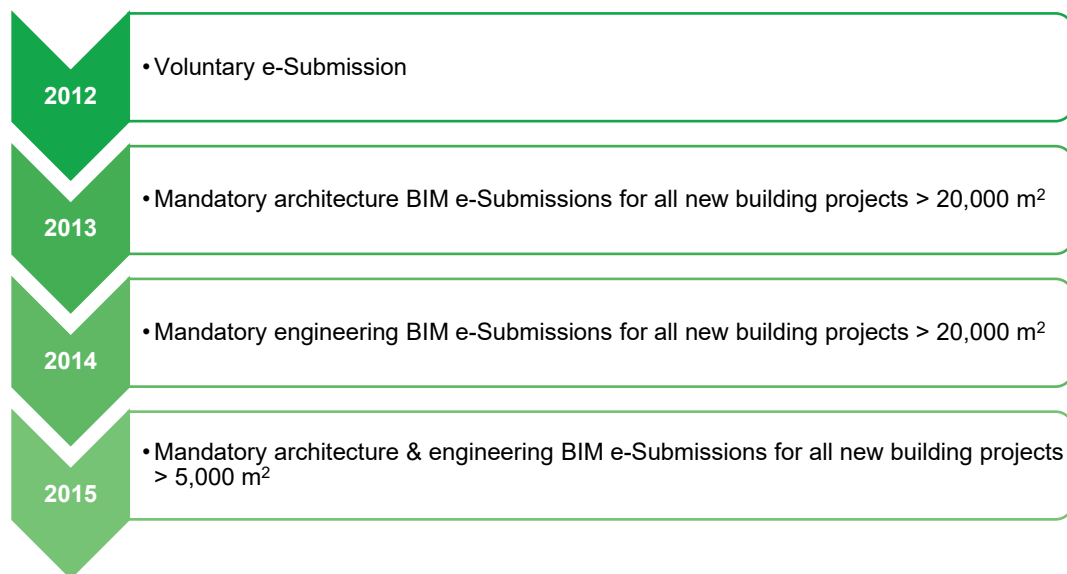 2012
• Voluntary e-Submission
2013
• Mandatory architecture BIM e-Submissions for all new building projects > 20,000 m²
2014
• Mandatory engineering BIM e-Submissions for all new building projects > 20,000 m²
2015
• Mandatory architecture & engineering BIM e-Submissions for all new building projects
> 5,000 m²